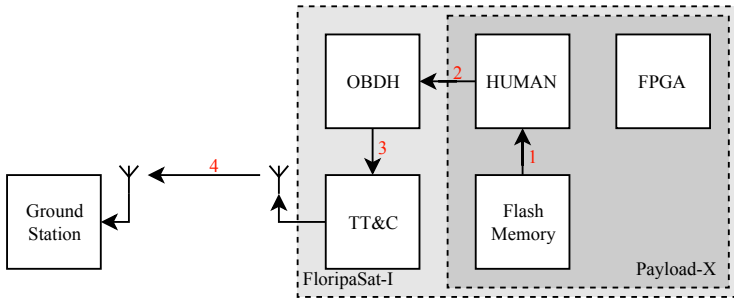 OBDH
2
HUMAN
FPGA
3
1
4
Ground
Station
TT&C
Flash
Memory
FloripaSat-I
Payload-X